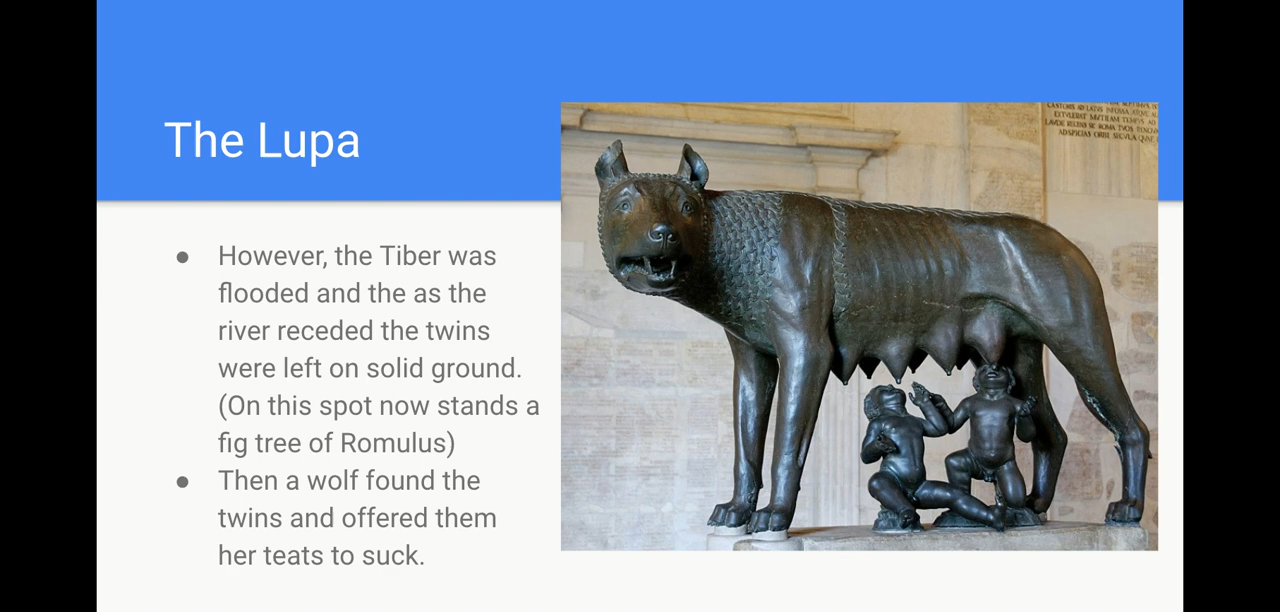 The Lupa
● However, the Tiber was
flooded and the as the
river receded the twins
were left on solid ground.
(On this spot now stands a
fig tree of Romulus)
● Then a wolf found the
twins and offered them
her teats to suck.